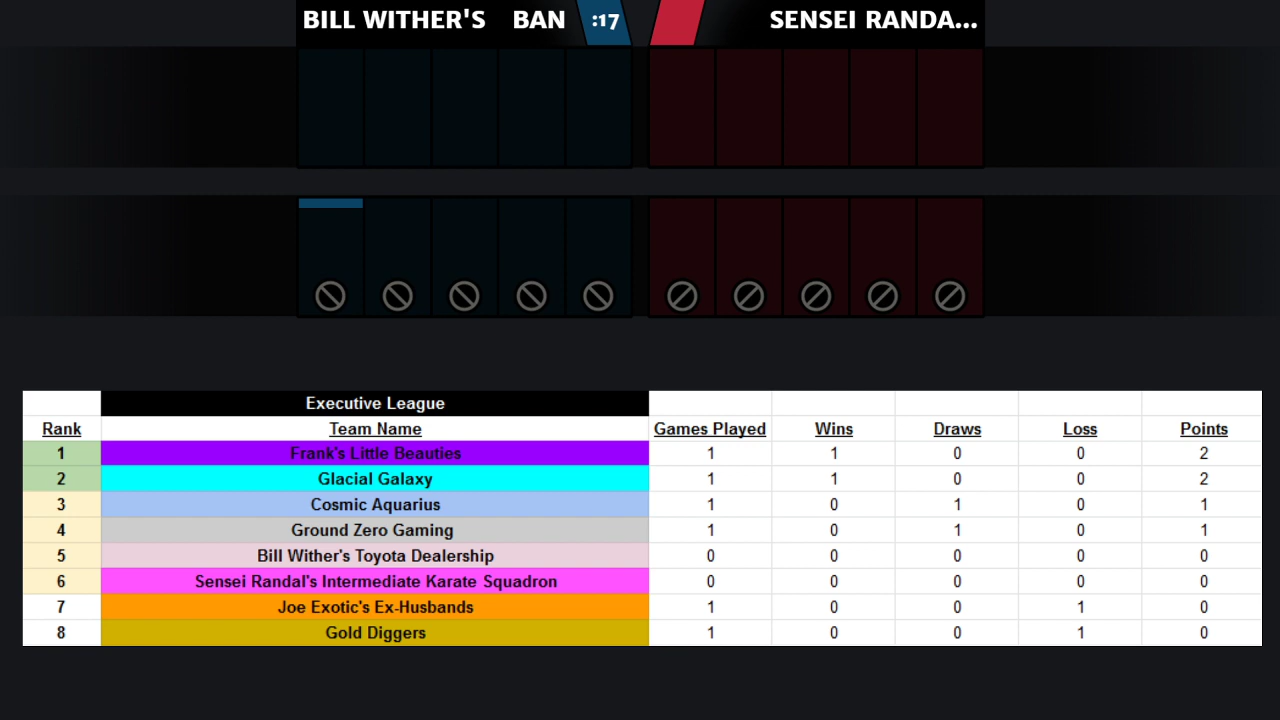 BILL WITHER'S BAN :17 SENSEI RANDA...
Executive League
Rank Team Name Games Played Wins Draws Loss Points
1 Frank's Little Beauties 1 1 0 0 2
2 Glacial Galaxy 1 1 0 0 2
3 Cosmic Aquarius 1 0 1 0 1
4 Ground Zero Gaming 1 0 1 0 1
5 Bill Wither's Toyota Dealership 0 0 0 0 0
6 Sensei Randal's Intermediate Karate Squadron 0 0 0 0 0
7 Joe Exotic's Ex-Husbands 1 0 0 1 0
8 Gold Diggers 1 0 0 1 0